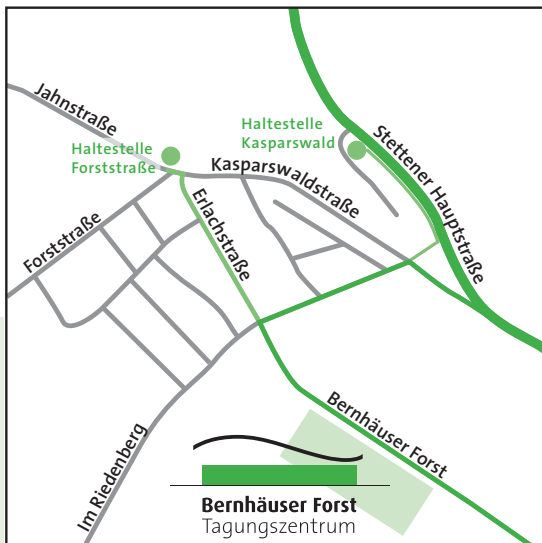 Jahnstraße
Haltestelle
Forststraße
Haltestelle
Kasparswald
Stettener Hauptstraße
Kasparswaldstraße
Forststraße
Erlachstraße
Im Riedenberg
Bernhäuser Forst
Bernhäuser Forst
Tagungszentrum